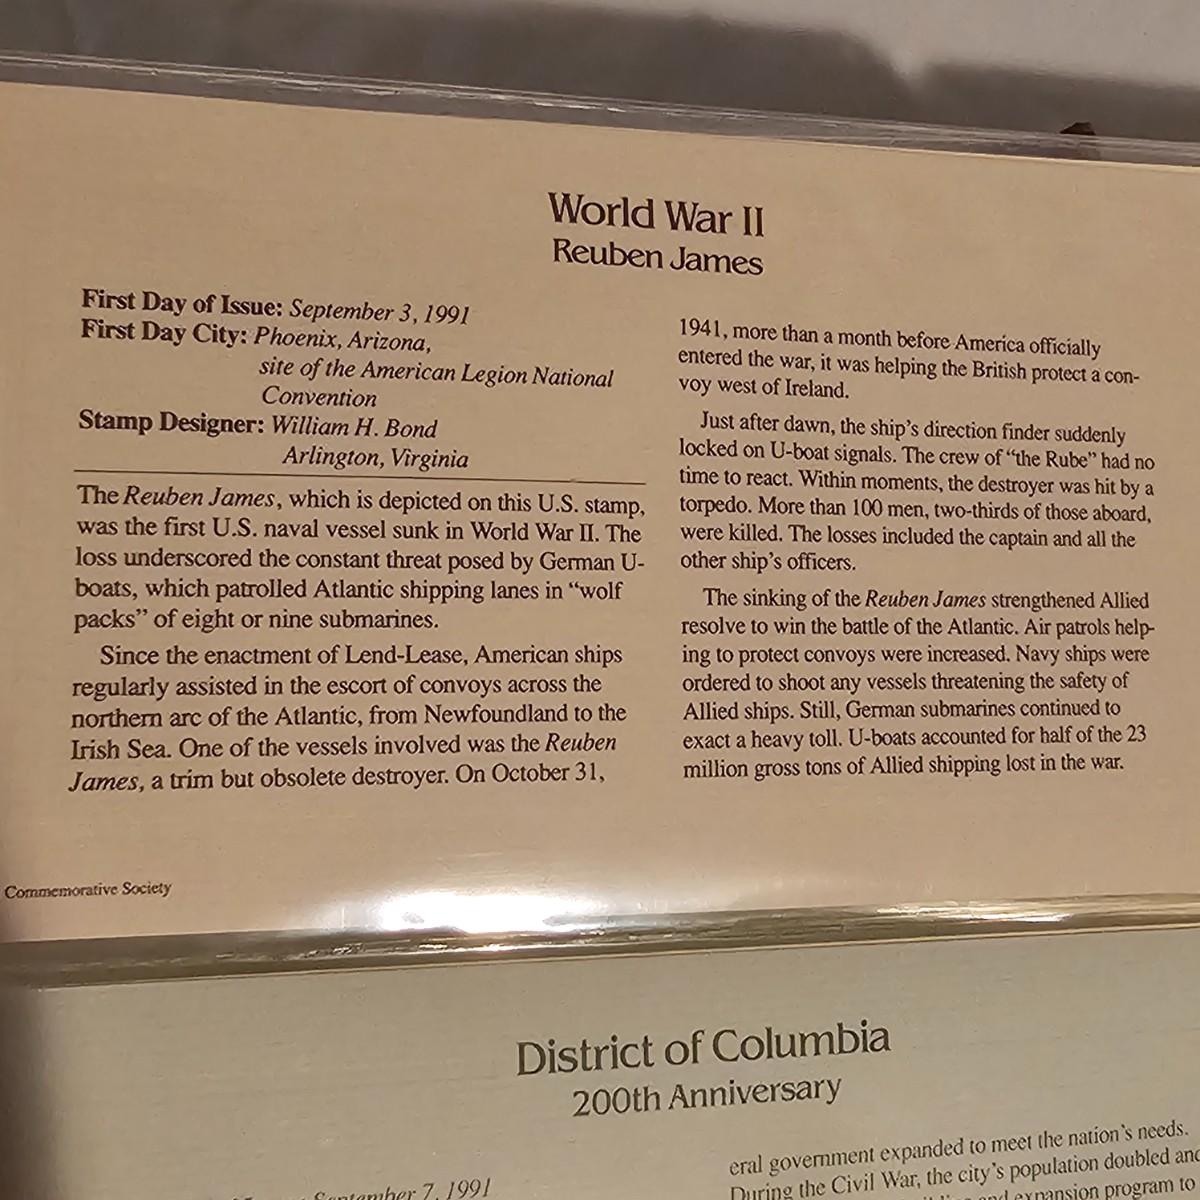 World War II
Reuben James
First Day of Issue: September 3, 1991
First Day City: Phoenix, Arizona,
site of the American Legion National
Convention
Stamp Designer: William H. Bond
Arlington, Virginia
The Reuben James, which is depicted on this U.S. stamp,
was the first U.S. naval vessel sunk in World War II. The
loss underscored the constant threat posed by German U-
boats, which patrolled Atlantic shipping lanes in “wolf
packs” of eight or nine submarines.
Since the enactment of Lend-Lease, American ships
regularly assisted in the escort of convoys across the
northern arc of the Atlantic, from Newfoundland to the
Irish Sea. One of the vessels involved was the Reuben
James, a trim but obsolete destroyer. On October 31,
1941, more than a month before America officially
entered the war, it was helping the British protect a con-
voy west of Ireland.
Just after dawn, the ship’s direction finder suddenly
locked on U-boat signals. The crew of “the Rube” had no
time to react. Within moments, the destroyer was hit by a
torpedo. More than 100 men, two-thirds of those aboard,
were killed. The losses included the captain and all the
other ship’s officers.
The sinking of the Reuben James strengthened Allied
resolve to win the battle of the Atlantic. Air patrols help-
ing to protect convoys were increased. Navy ships were
ordered to shoot any vessels threatening the safety of
Allied ships. Still, German submarines continued to
exact a heavy toll. U-boats accounted for half of the 23
million gross tons of Allied shipping lost in the war.
Commemorative Society
District of Columbia
200th Anniversary
September 7, 1991
eral government expanded to meet the nation’s needs.
During the Civil War, the city’s population doubled and
and expansion program to